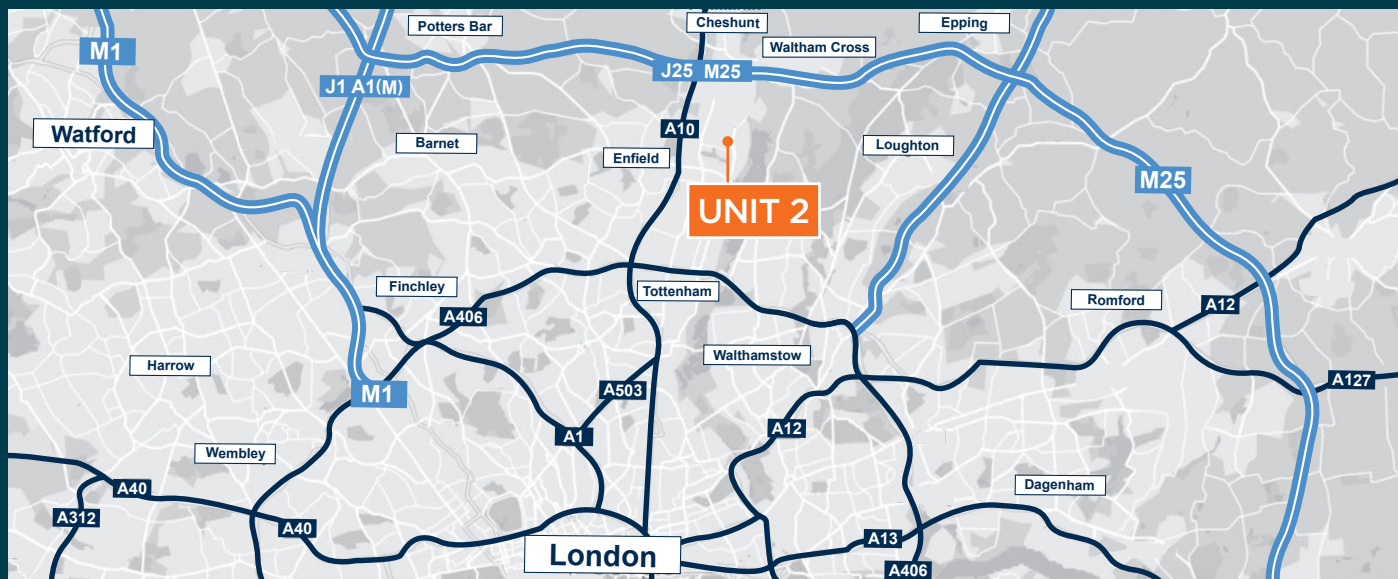 Potters Bar
Cheshunt
Epping
M1
Waltham Cross
J25 M25
J1 A1(M)
Watford
A10
Barnet
Enfield
Loughton
M25
UNIT 2
Finchley
Tottenham
Romford
A12
A406
Harrow
Walthamstow
M1
A503
A127
A1
A12
Wembley
A40
Dagenham
A312
A40
A13
London
A406